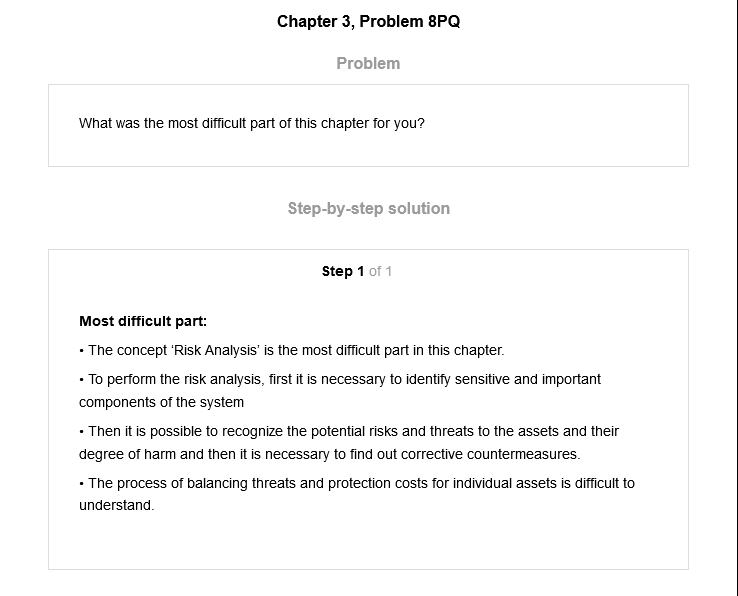 Chapter 3, Problem 8PQ
Problem
What was the most difficult part of this chapter for you?
Step-by-step solution
Step 1 of 1
Most difficult part:
• The concept ‘Risk Analysis’ is the most difficult part in this chapter.
• To perform the risk analysis, first it is necessary to identify sensitive and important
components of the system
• Then it is possible to recognize the potential risks and threats to the assets and their
degree of harm and then it is necessary to find out corrective countermeasures.
• The process of balancing threats and protection costs for individual assets is difficult to
understand.